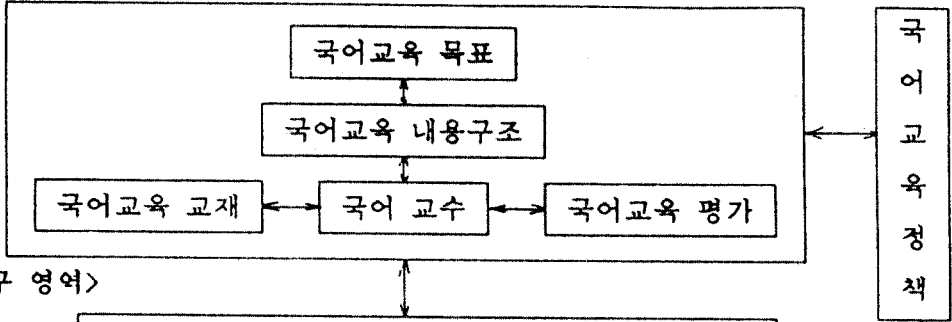 국어교육 목표
국어교육 내용구조
국어교육 교재
국어 교수
국어교육 평가
국
어
교
육
정
책
영역>